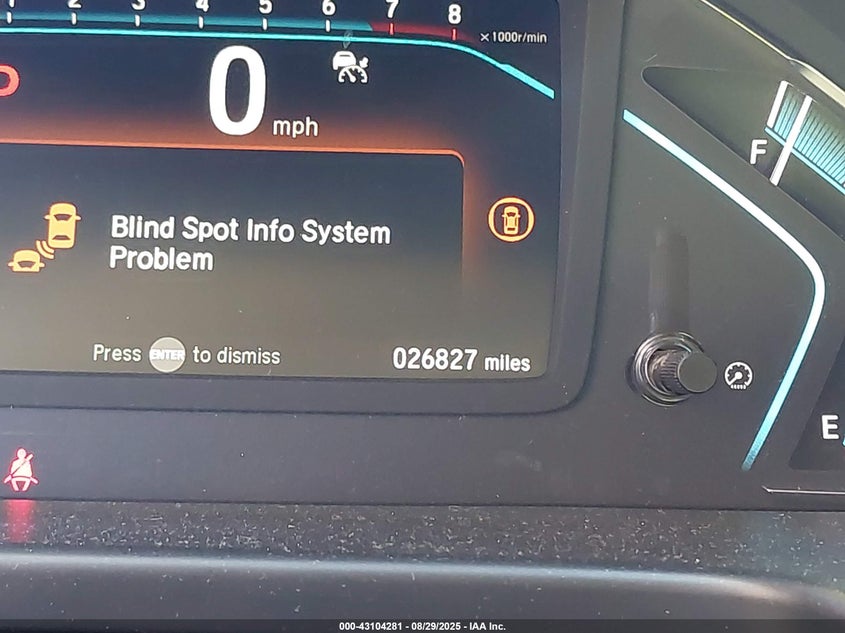 1 2 3 4 5 6 7 8
×1000r/min
0 mph
F
Blind Spot Info System
Problem
Press ENTER to dismiss
026827 miles
E
000-43104281 - 08/29/2025 - IAA Inc.